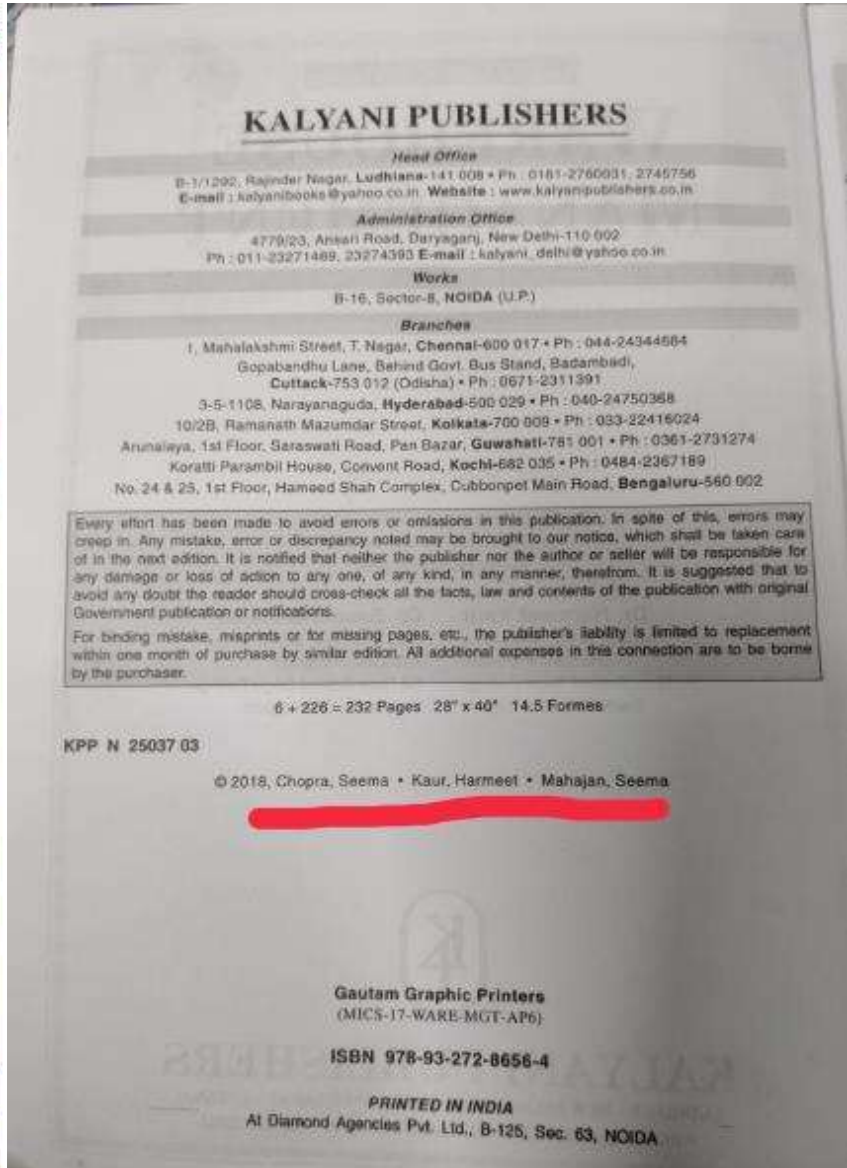 KALYANI PUBLISHERS
Head Office
B-1/1292, Rajinder Nagar, Ludhiana-141 008 • Ph : 0161-2760031, 2745756
E-mail : kalyanibooks@yahoo.co.in Website : www.kalyanipublishers.co.in
Administration Office
4779/23, Ansari Road, Daryaganj, New Delhi-110 002
Ph : 011-23271469, 23274393 E-mail : kalyani_delhi@yahoo.co.in
Works
B-16, Sector-8, NOIDA (U.P.)
Branches
1, Mahalakshmi Street, T. Nagar, Chennai-600 017 • Ph : 044-24344684
Gopabandhu Lane, Behind Govt. Bus Stand, Badambadi,
Cuttack-753 012 (Odisha) • Ph : 0671-2311391
3-5-1108, Narayanaguda, Hyderabad-500 029 • Ph : 040-24750368
10/2B, Ramanath Mazumdar Street, Kolkata-700 009 • Ph : 033-22416024
Arunalaya, 1st Floor, Saraswati Road, Pan Bazar, Guwahati-781 001 • Ph : 0361-2731274
Koratti Parambil House, Convent Road, Kochi-682 035 • Ph : 0484-2367189
No. 24 & 25, 1st Floor, Hameed Shah Complex, Cubbonpet Main Road, Bengaluru-560 002
Every effort has been made to avoid errors or omissions in this publication. In spite of this, errors may
creep in. Any mistake, error or discrepancy noted may be brought to our notice, which shall be taken care
of in the next edition. It is notified that neither the publisher nor the author or seller will be responsible for
any damage or loss of action to any one, of any kind, in any manner, therefrom. It is suggested that to
avoid any doubt the reader should cross-check all the facts, law and contents of the publication with original
Government publication or notifications.
For binding mistake, misprints or for missing pages, etc., the publisher's liability is limited to replacement
within one month of purchase by similar edition. All additional expenses in this connection are to be borne
by the purchaser.
6 + 226 = 232 Pages 28" x 40" 14.5 Formes
KPP N 25037 03
© 2018, Chopra, Seema • Kaur, Harmeet • Mahajan, Seema
Gautam Graphic Printers
(MICS-17-WARE-MGT-AP6)
ISBN 978-93-272-8656-4
PRINTED IN INDIA
At Diamond Agencies Pvt. Ltd., B-125, Sec. 63, NOIDA